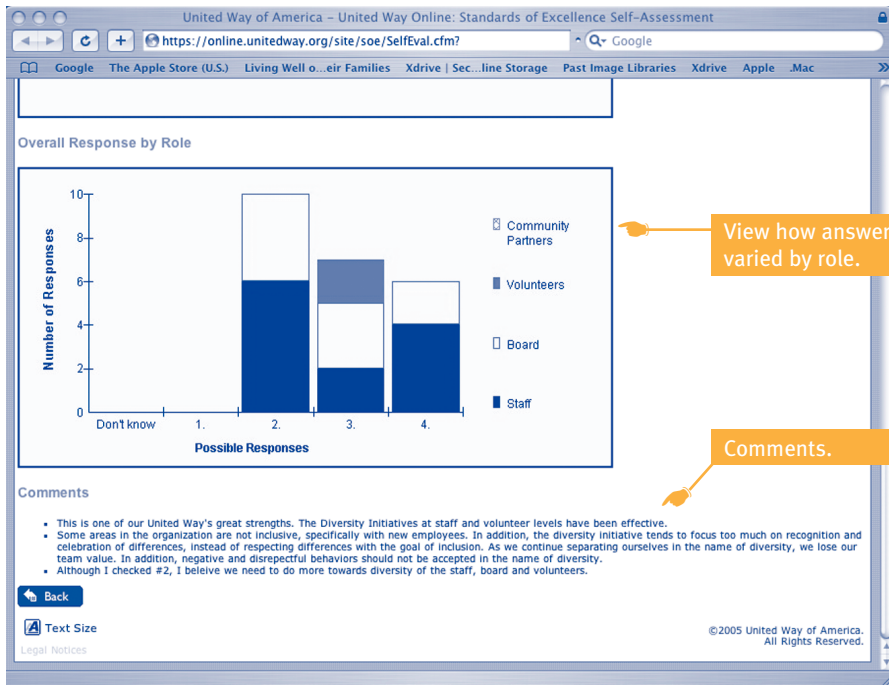 United Way of America – United Way Online: Standards of Excellence Self-Assessment
https://online.unitedway.org/site/soe/SelfEval.cfm?
Google
Google The Apple Store (U.S.) Living Well o...eir Families Xdrive | Sec...line Storage Past Image Libraries Xdrive Apple .Mac
Overall Response by Role
10
8
6
4
2
0
Number of Responses
Don't know 1. 2. 3. 4.
Possible Responses
Community
Partners
Volunteers
Board
Staff
View how answer
varied by role.
Comments.
Comments
This is one of our United Way's great strengths. The Diversity Initiatives at staff and volunteer levels have been effective.
Some areas in the organization are not inclusive, specifically with new employees. In addition, the diversity initiative tends to focus too much on recognition and
celebration of differences, instead of respecting differences with the goal of inclusion. As we continue separating ourselves in the name of diversity, we lose our
team value. In addition, negative and disrepectful behaviors should not be accepted in the name of diversity.
Although I checked #2, I beleive we need to do more towards diversity of the staff, board and volunteers.
Back
A Text Size
©2005 United Way of America.
All Rights Reserved.
Legal Notices